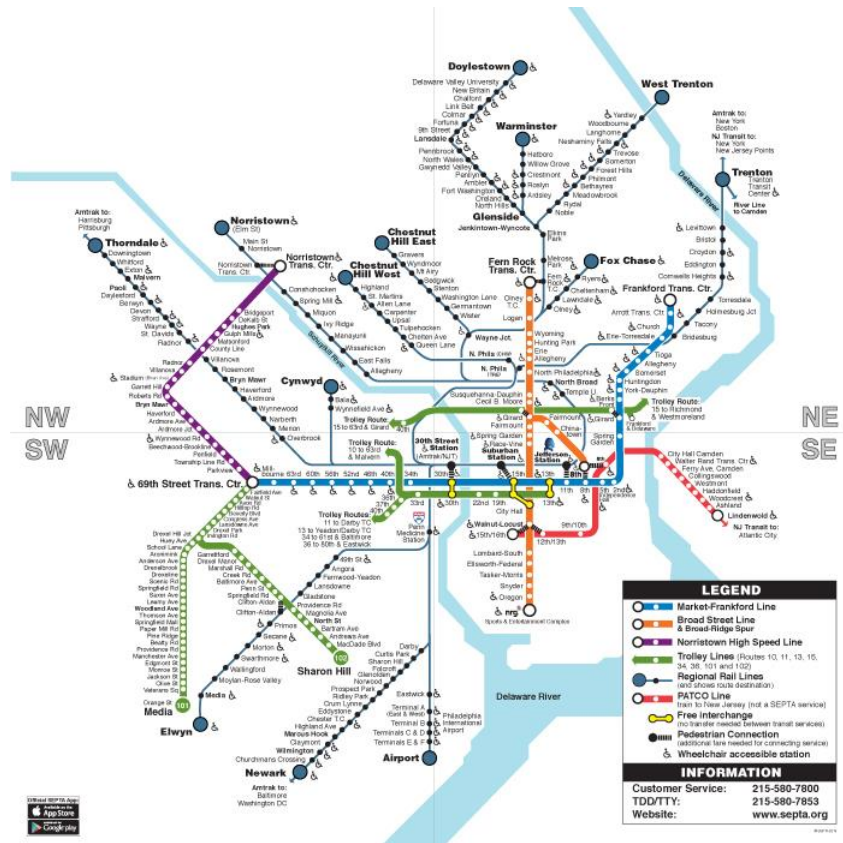 Doylestown
Delaware Valley University
New Britain
Chalfont
Link Belt
Colmar
Fortuna
9th Street
Lansdale
Pennbrook
North Wales
Gwynedd Valley
Penllyn
Ambler
Fort Washington
Oreland
North Hills
Warminster
Hatboro
Willow Grove
Crestmont
Roslyn
Ardsley
Glenside
Jenkintown-Wyncote
West Trenton
Yardley
Woodbourne
Langhorne
Neshaminy Falls
Trevose
Somerton
Forest Hills
Philmont
Bethayres
Meadowbrook
Rydal
Noble
Elkins
Park
Melrose
Park
Fern
Rock
T.C.
Amtrak to:
New York
Boston
NJ Transit to:
New York
New Jersey Points
Trenton
Trenton
Transit
Center
River Line
to Camden
Delaware River
Levittown
Bristol
Croydon
Eddington
Cornwells Heights
Torresdale
Holmesburg Jct
Tacony
Bridesburg
Amtrak to:
Harrisburg
Pittsburgh
Thorndale
Downingtown
Whitford
Exton
Malvern
Paoli
Daylesford
Berwyn
Devon
Strafford
Wayne
St. Davids
Radnor
Villanova
Rosemont
Bryn Mawr
Haverford
Ardmore
Wynnewood
Narberth
Merion
Overbrook
Norristown
(Elm St)
Main St
Norristown
Norristown
Trans. Ctr.
Norristown
Trans. Ctr.
Conshohocken
Spring Mill
Miquon
Ivy Ridge
Manayunk
Wissahickon
East Falls
Allegheny
Schuylkill River
Chestnut
Hill East
Gravers
Wyndmoor
Mt Airy
Sedgwick
Stenton
Washington Lane
Germantown
Wister
Wayne Jct.
Chestnut
Hill West
Highland
St. Martins
Allen Lane
Carpenter
Upsal
Tulpehocken
Chelten Ave
Queen Lane
N. Phila
N. Phila
Fern Rock
Trans. Ctr.
Fox Chase
Ryers
Cheltenham
Lawndale
Olney
Olney
T.C
Logan
Wyoming
Hunting Park
Erie
Allegheny
North Philadelphia
Susquehanna-Dauphin
Cecil B. Moore
Girard
Fairmount
Spring Garden
Race-Vine
North Broad
Temple U.
Frankford Trans. Ctr.
Arrott Trans. Ctr.
Church
Erie-Torresdale
Tioga
Allegheny
Somerset
Huntingdon
York-Dauphin
Berks
Girard
Spring
Garden
Fairmount
China-
town
Trolley Route:
15 to Richmond
& Westmoreland
Trolley Route:
15 to 63rd & Girard
40th
Trolley Route:
10 to 63rd
& Malvern
Bridgeport
DeKalb St
Hughes Park
Gulph Mills
Matsonford
County Line
Radnor
Villanova
Stadium
Garrett Hill
Roberts Rd
Bryn Mawr
Haverford
Ardmore Ave
Ardmore Jct
Wynnewood Rd
Beechwood-Brookline
Penfield
Township Line Rd
Parkview
Cynwyd
Bala
Wynnefield Ave
NW
SW
NE
SE
30th Street
Station
(Amtrak/NJT)
Suburban
Station
Jefferson
Station
69th Street Trans. Ctr.
Mill-
bourne
63rd
60th
56th
52nd
46th
40th
34th
30th
15th
13th
11th
8th
5th
2nd
36th
37th
40th
33rd
30th
22nd
19th
City Hall
13th
Trolley Routes:
11 to Darby TC
13 to Yeadon/Darby TC
34 to 61st & Baltimore
36 to 80th & Eastwick
Penn
Medicine
Station
Walnut-Locust
15th/16th
12th/13th
9th/10th
Lombard-South
Ellsworth-Federal
Tasker-Morris
Snyder
Oregon
nrg
Sports & Entertainment Complex
City Hall Camden
Walter Rand Trans. Ctr
Ferry Ave, Camden
Collingswood
Westmont
Haddonfield
Woodcrest
Ashland
Lindenwold
NJ Transit to:
Atlantic City
Drexel Hill Jct
Huey Ave
School Lane
Aronimink
Anderson Ave
Drexelbrook
Drexeline
Scenic Rd
Springfield Rd
Saxer Ave
Leamy Ave
Woodland Ave
Thomson Ave
Springfield Mall
Paper Mill Rd
Pine Ridge
Beatty Rd
Providence Rd
Manchester Ave
Edgmont St
Monroe St
Jackson St
Olive St
Veterans Sq
Orange St
101
Media
Garrettford
Drexel Manor
Marshall Rd
Creek Rd
Baltimore Ave
Penn St
Springfield Rd
Clifton-Aldan
Providence Rd
Magnolia Ave
North St
Bartram Ave
Andrews Ave
MacDade Blvd
102
Sharon Hill
49th St
Angora
Fernwood-Yeadon
Lansdowne
Gladstone
Clifton-Aldan
Primos
Secane
Morton
Swarthmore
Wallingford
Moylan-Rose Valley
Media
Elwyn
Darby
Curtis Park
Sharon Hill
Folcroft
Glenolden
Norwood
Prospect Park
Ridley Park
Crum Lynne
Eddystone
Chester T.C
Highland Ave
Marcus Hook
Claymont
Wilmington
Churchmans Crossing
Newark
Amtrak to:
Baltimore
Washington DC
Eastwick
Terminal A
(East & West)
Terminal B
Terminals C & D
Terminals E & F
Philadelphia
International
Airport
Airport
Delaware River
LEGEND
Market-Frankford Line
Broad Street Line
& Broad-Ridge Spur
Norristown High Speed Line
Trolley Lines (Routes 10, 11, 13, 15,
34, 36, 101 and 102)
Regional Rail Lines
(end shows route destination)
PATCO Line
train to New Jersey (not a SEPTA service)
Free interchange
(no transfer needed between transit services)
Pedestrian Connection
(additional fare needed for connecting service)
Wheelchair accessible station
INFORMATION
Customer Service: 215-580-7800
TDD/TTY: 215-580-7853
Website: www.septa.org
Official SEPTA App:
App Store
Google play